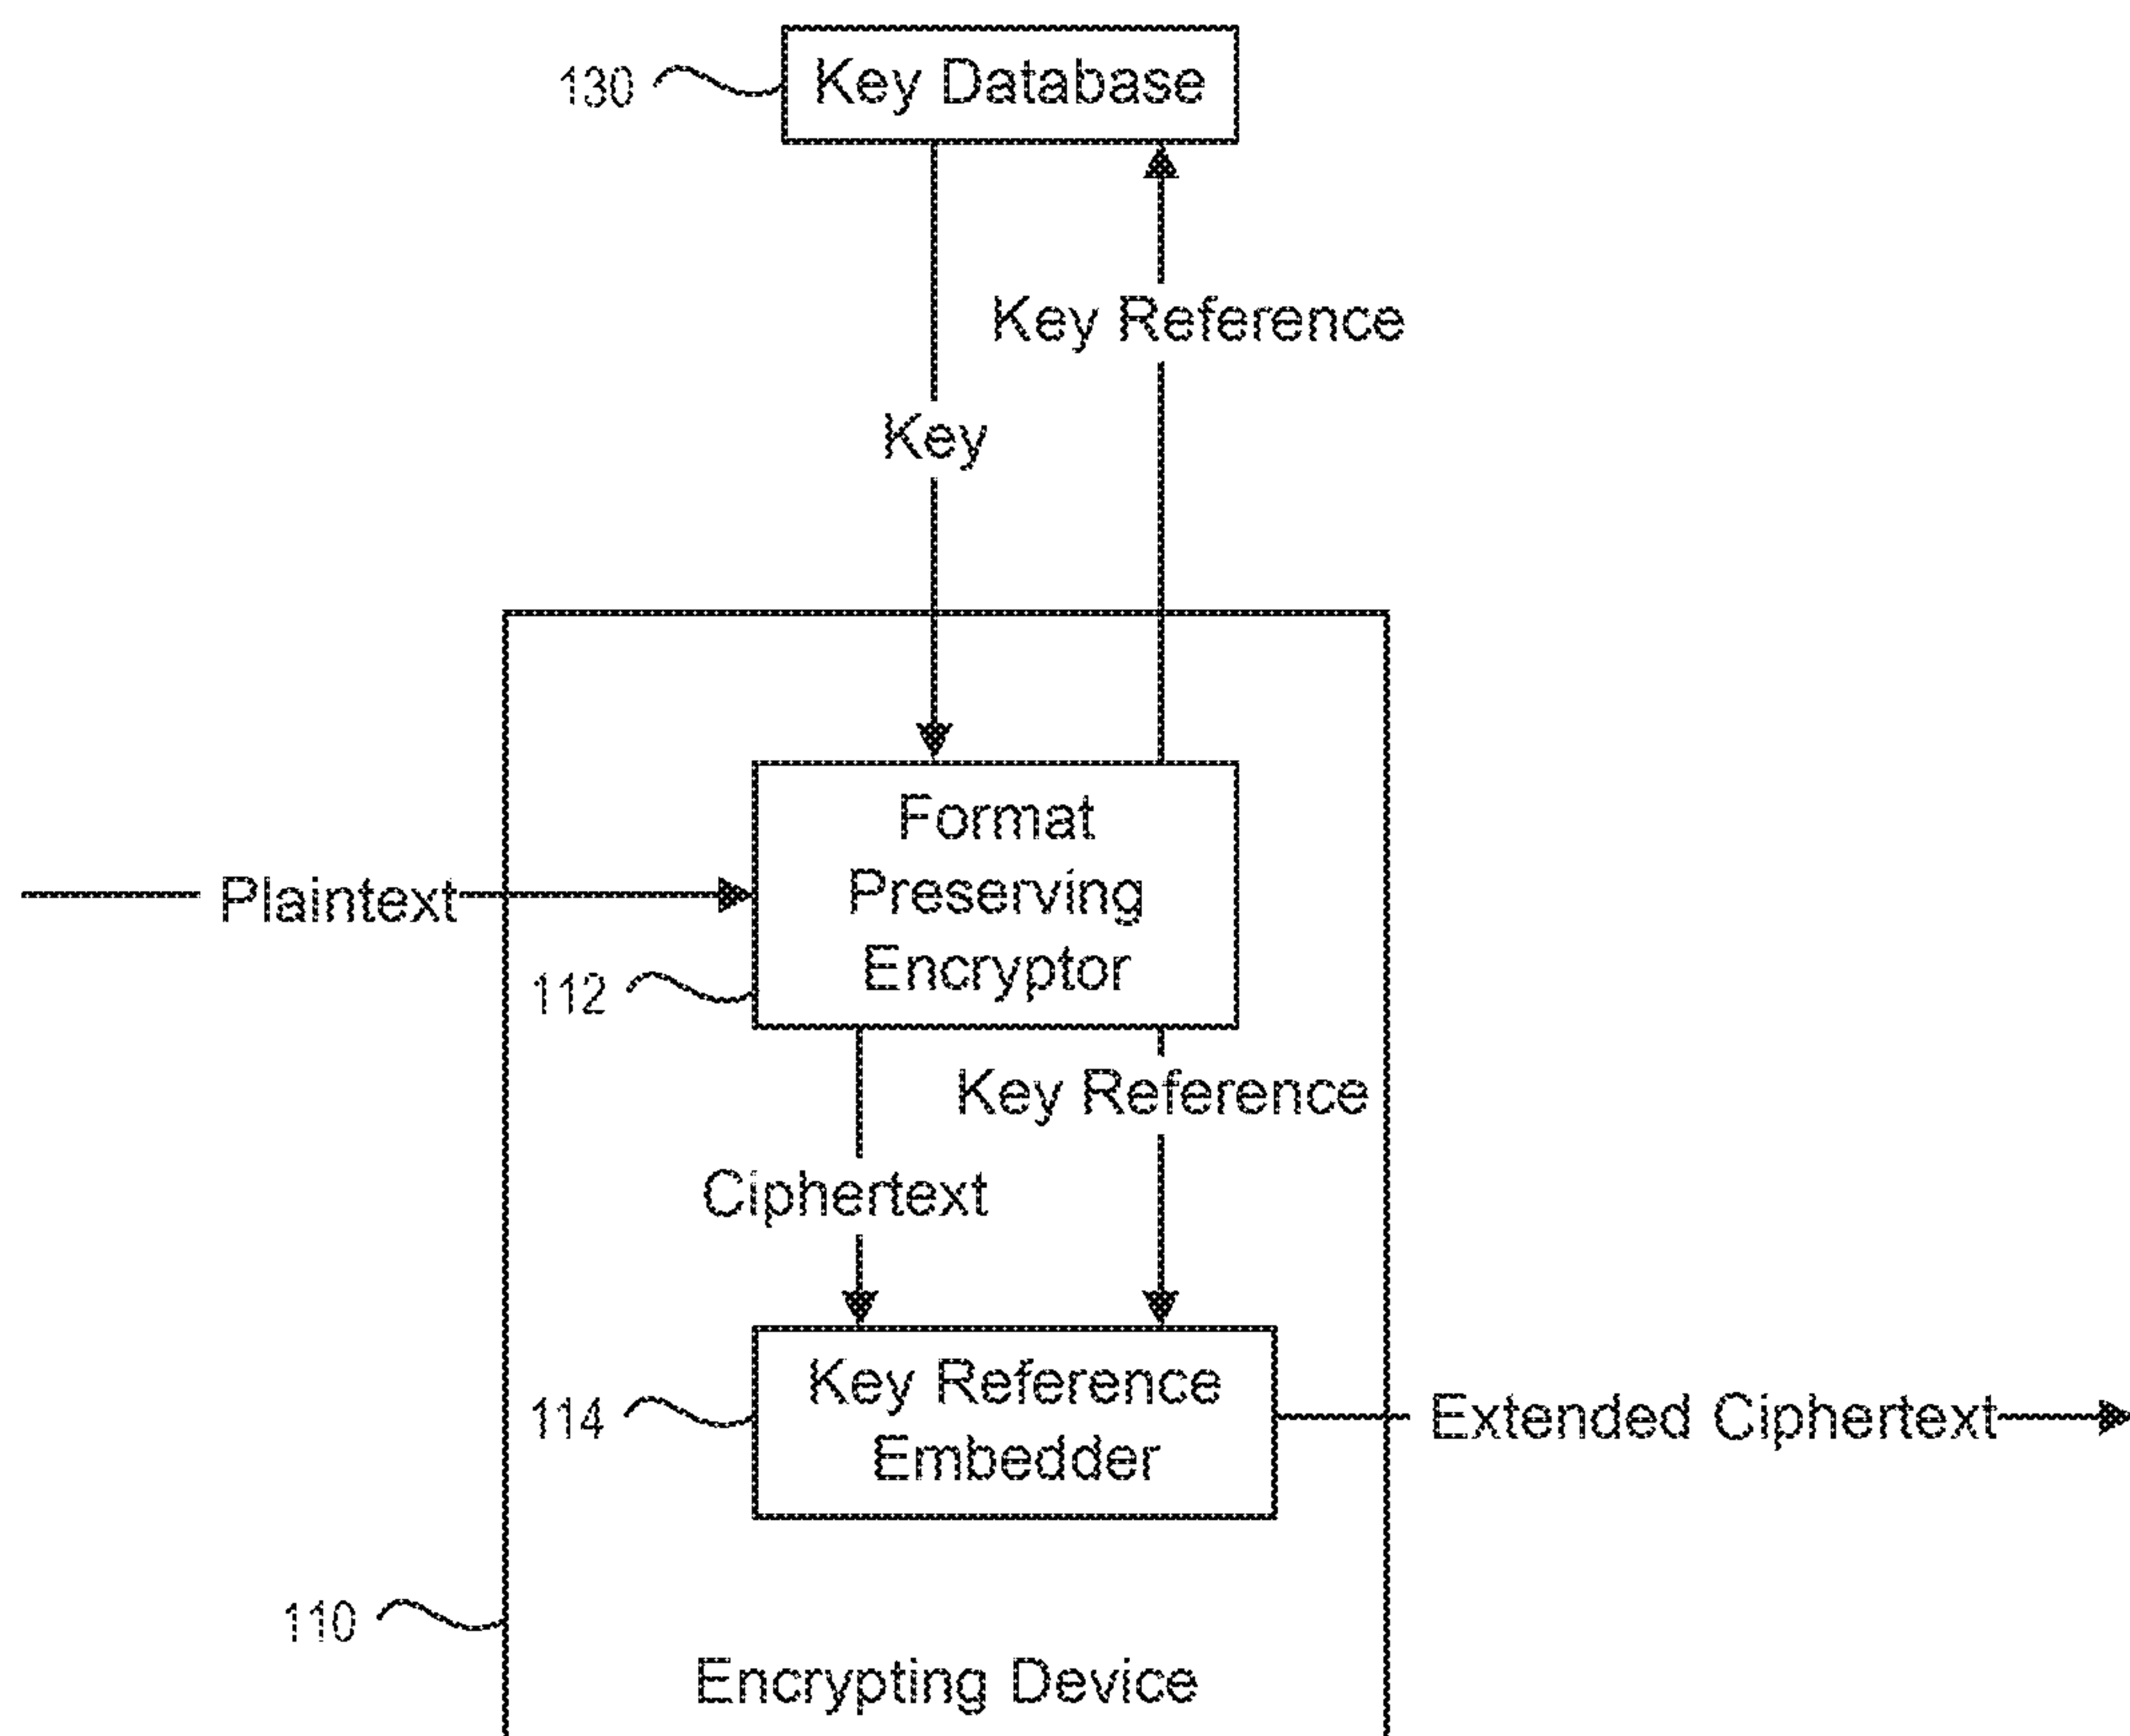 130 Key Database
Key Reference
Key
Format
Plaintext
Preserving
Encryptor
112
Key Reference
Ciphertext
Key Reference
114
Extended Ciphertext
Embedder
110
Encrypting Device